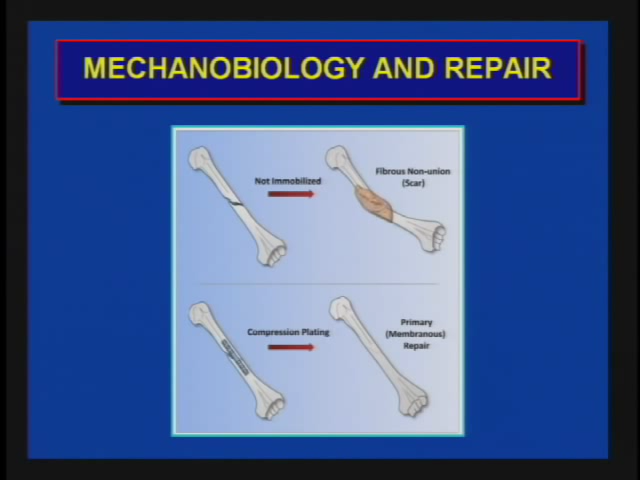 MECHANOBIOLOGY AND REPAIR
Not Immobilized
Fibrous Non-union
(Scar)
Compression Plating
Primary
(Membranous)
Repair